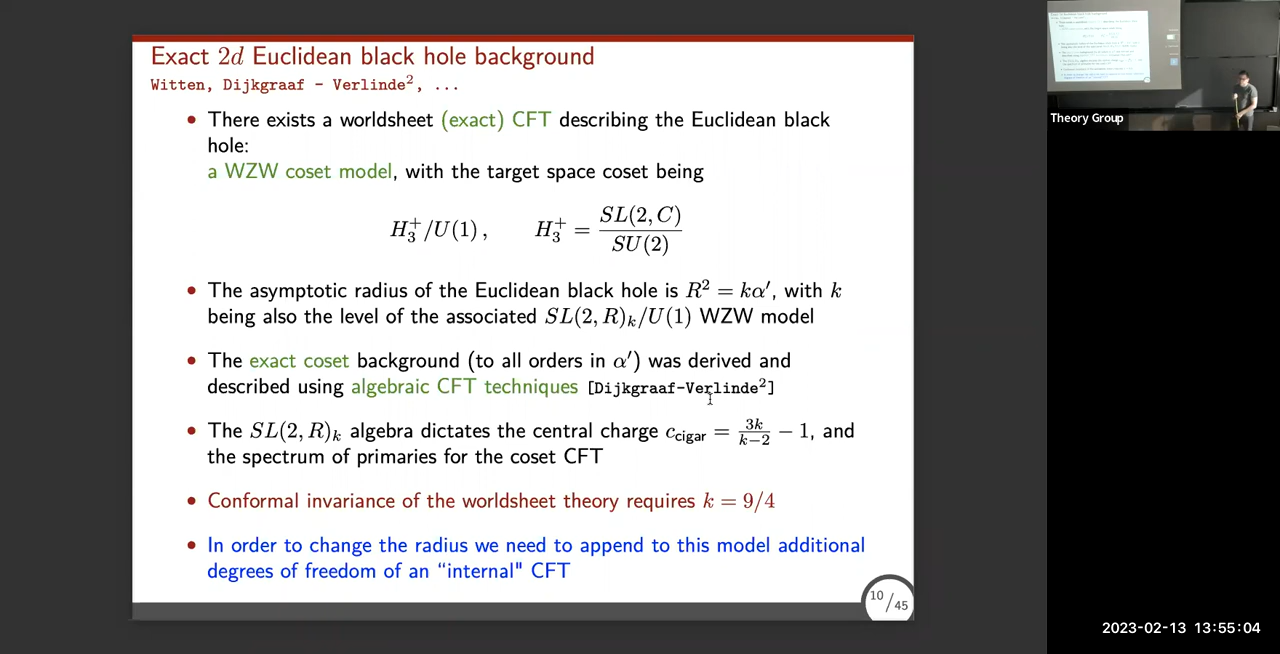 Exact 2d Euclidean black hole background
Witten, Dijkgraaf - Verlinde², ...
• There exists a worldsheet (exact) CFT describing the Euclidean black
hole:
a WZW coset model, with the target space coset being
H₃⁺/U(1), H₃⁺ = SL(2, C) / SU(2)
• The asymptotic radius of the Euclidean black hole is R² = kα′, with k
being also the level of the associated SL(2, R)ₖ/U(1) WZW model
• The exact coset background (to all orders in α′) was derived and
described using algebraic CFT techniques [Dijkgraaf-Verlinde²]
• The SL(2, R)ₖ algebra dictates the central charge c_cigar = 3k/(k−2) − 1, and
the spectrum of primaries for the coset CFT
• Conformal invariance of the worldsheet theory requires k = 9/4
• In order to change the radius we need to append to this model additional
degrees of freedom of an “internal" CFT
10/45
Theory Group
2023-02-13 13:55:04